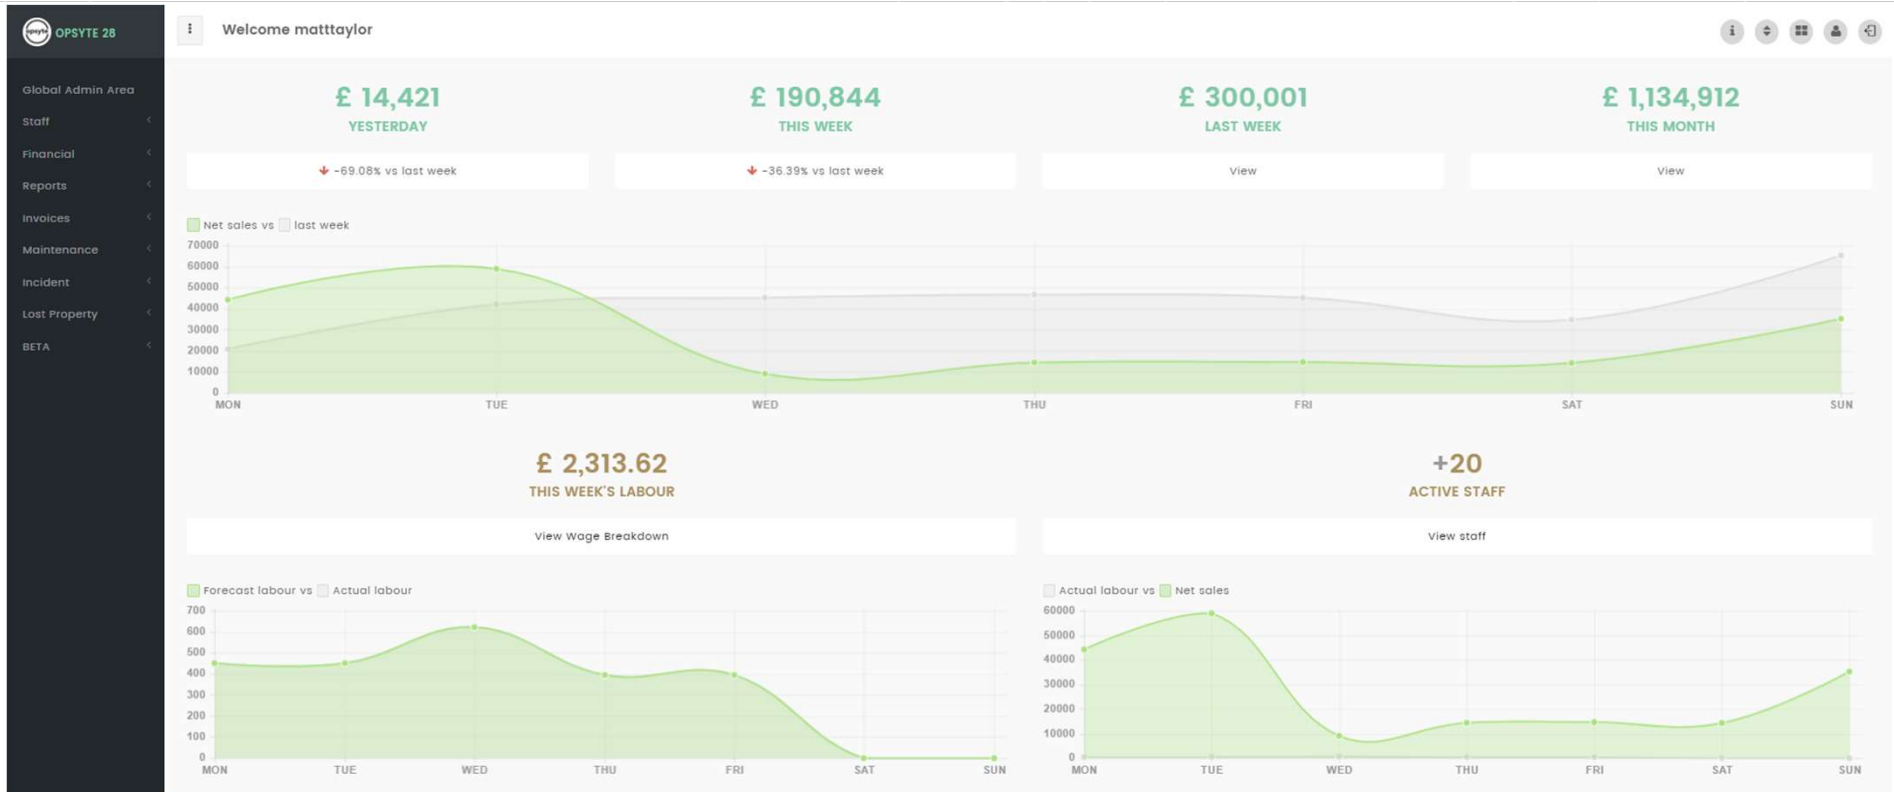 opsyte OPSYTE 28
Welcome matttaylor
Global Admin Area
Staff
Financial
Reports
Invoices
Maintenance
Incident
Lost Property
BETA
£ 14,421 £ 190,844 £ 300,001 £ 1,134,912
YESTERDAY THIS WEEK LAST WEEK THIS MONTH
-69.08% vs last week -36.39% vs last week View View
Net sales vs last week
70000
60000
50000
40000
30000
20000
10000
0
MON TUE WED THU FRI SAT SUN
£ 2,313.62 +20
THIS WEEK'S LABOUR ACTIVE STAFF
View Wage Breakdown View staff
Forecast labour vs Actual labour
700
600
500
400
300
200
100
0
MON TUE WED THU FRI SAT SUN
Actual labour vs Net sales
60000
50000
40000
30000
20000
10000
0
MON TUE WED THU FRI SAT SUN